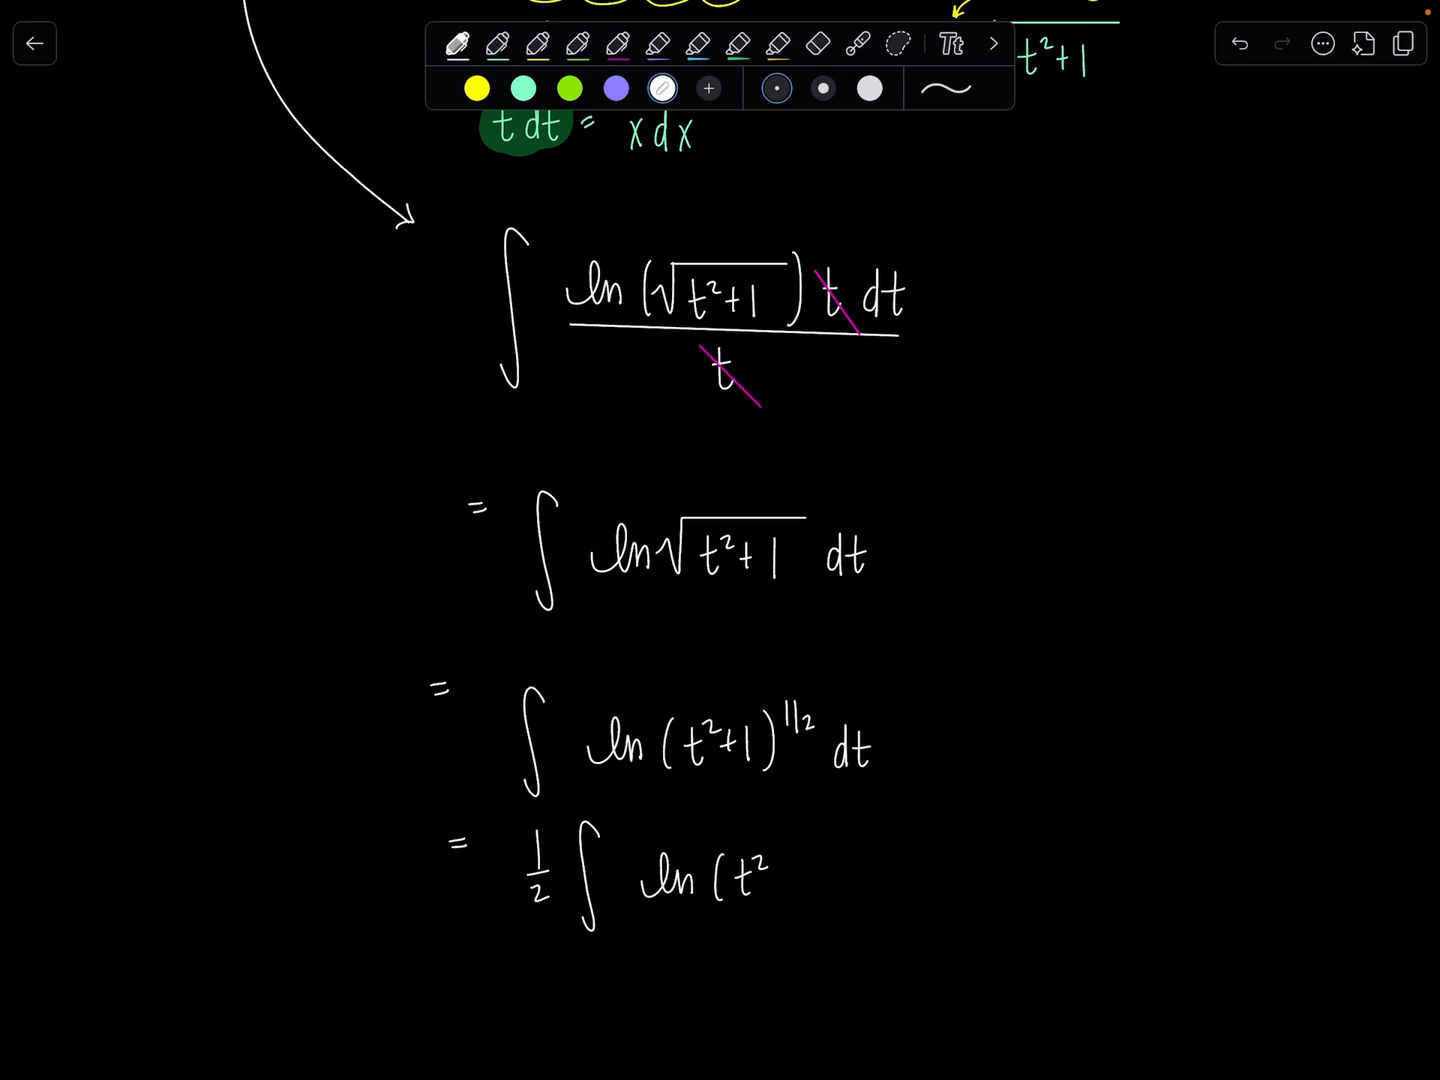 Tt
√t²+1
t dt = x dx
∫ ln(√t²+1) t dt / t
= ∫ ln√t²+1 dt
= ∫ ln(t²+1)^1/2 dt
= 1/2 ∫ ln(t²